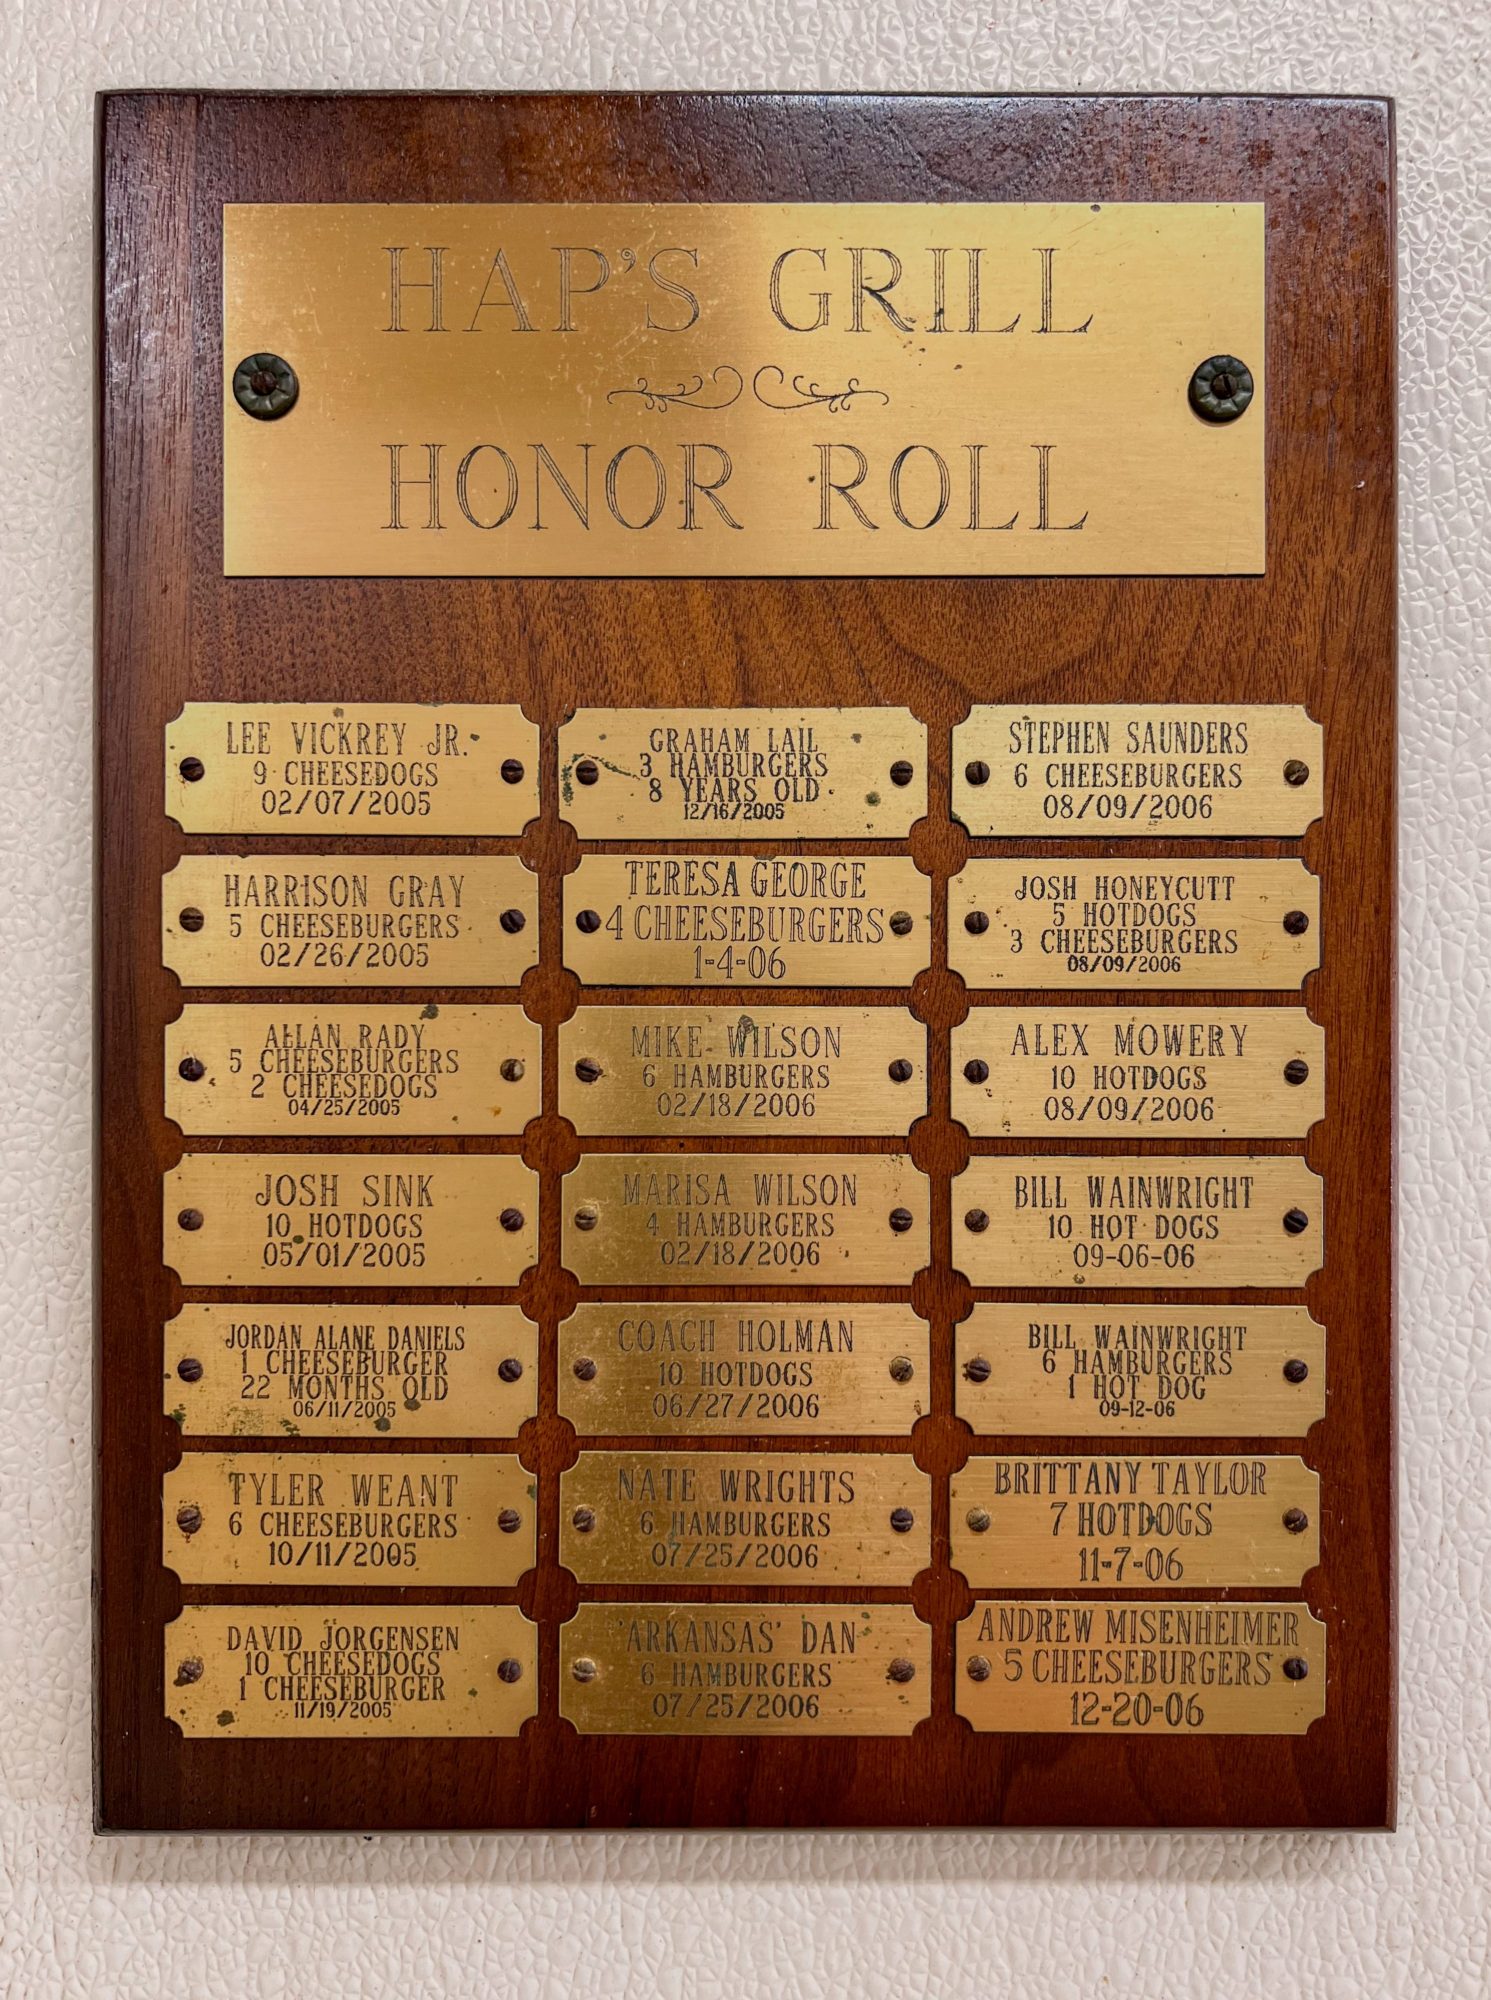 HAP'S GRILL
HONOR ROLL
LEE VICKREY JR.
9 CHEESEDOGS
02/07/2005
HARRISON GRAY
5 CHEESEBURGERS
02/26/2005
ALLAN RADY
5 CHEESEBURGERS
2 CHEESEDOGS
04/25/2005
JOSH SINK
10 HOTDOGS
05/01/2005
JORDAN ALANE DANIELS
1 CHEESEBURGER
22 MONTHS OLD
06/11/2005
TYLER WEANT
6 CHEESEBURGERS
10/11/2005
DAVID JORGENSEN
10 CHEESEDOGS
1 CHEESEBURGER
11/19/2005
GRAHAM LAIL
3 HAMBURGERS
8 YEARS OLD
12/16/2005
TERESA GEORGE
4 CHEESEBURGERS
1-4-06
MIKE WILSON
6 HAMBURGERS
02/18/2006
MARISA WILSON
4 HAMBURGERS
02/18/2006
COACH HOLMAN
10 HOTDOGS
06/27/2006
NATE WRIGHTS
6 HAMBURGERS
07/25/2006
'ARKANSAS' DAN
6 HAMBURGERS
07/25/2006
STEPHEN SAUNDERS
6 CHEESEBURGERS
08/09/2006
JOSH HONEYCUTT
5 HOTDOGS
3 CHEESEBURGERS
08/09/2006
ALEX MOWERY
10 HOTDOGS
08/09/2006
BILL WAINWRIGHT
10 HOT DOGS
09-06-06
BILL WAINWRIGHT
6 HAMBURGERS
1 HOT DOG
09-12-06
BRITTANY TAYLOR
7 HOTDOGS
11-7-06
ANDREW MISENHEIMER
5 CHEESEBURGERS
12-20-06